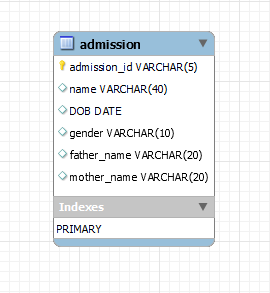 admission
admission_id VARCHAR(5)
name VARCHAR(40)
DOB DATE
gender VARCHAR(10)
father_name VARCHAR(20)
mother_name VARCHAR(20)
Indexes
PRIMARY